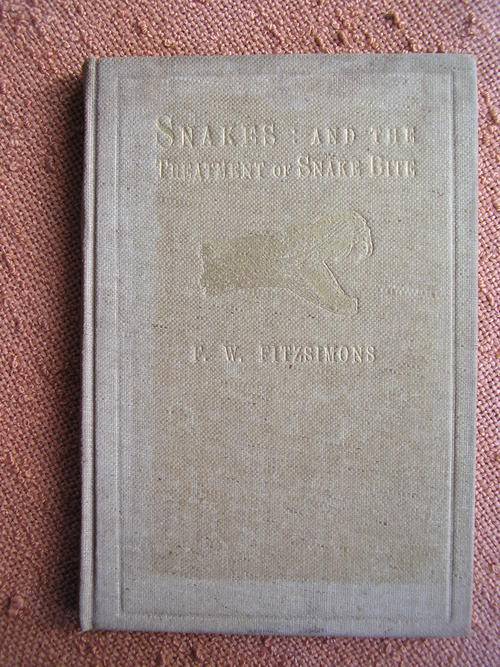 SNAKES : AND THE
TREATMENT OF SNAKE BITE
F. W. FITZSIMONS